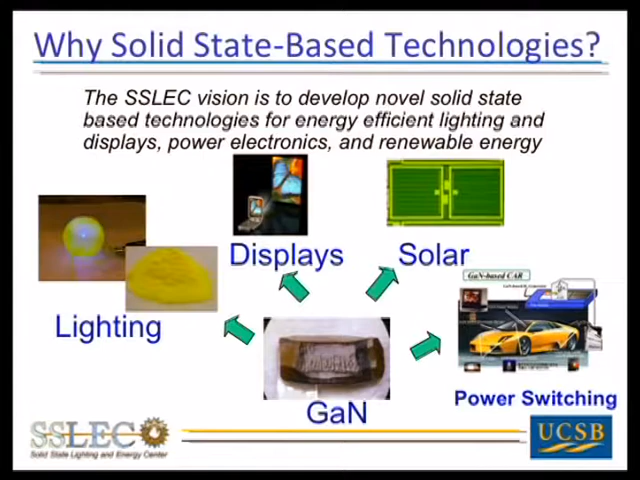 Why Solid State-Based Technologies?
The SSLEC vision is to develop novel solid state
based technologies for energy efficient lighting and
displays, power electronics, and renewable energy
Displays
Solar
GaN-based CAR
Lighting
GaN
Power Switching
SSLEC
Solid State Lighting and Energy Center
UCSB